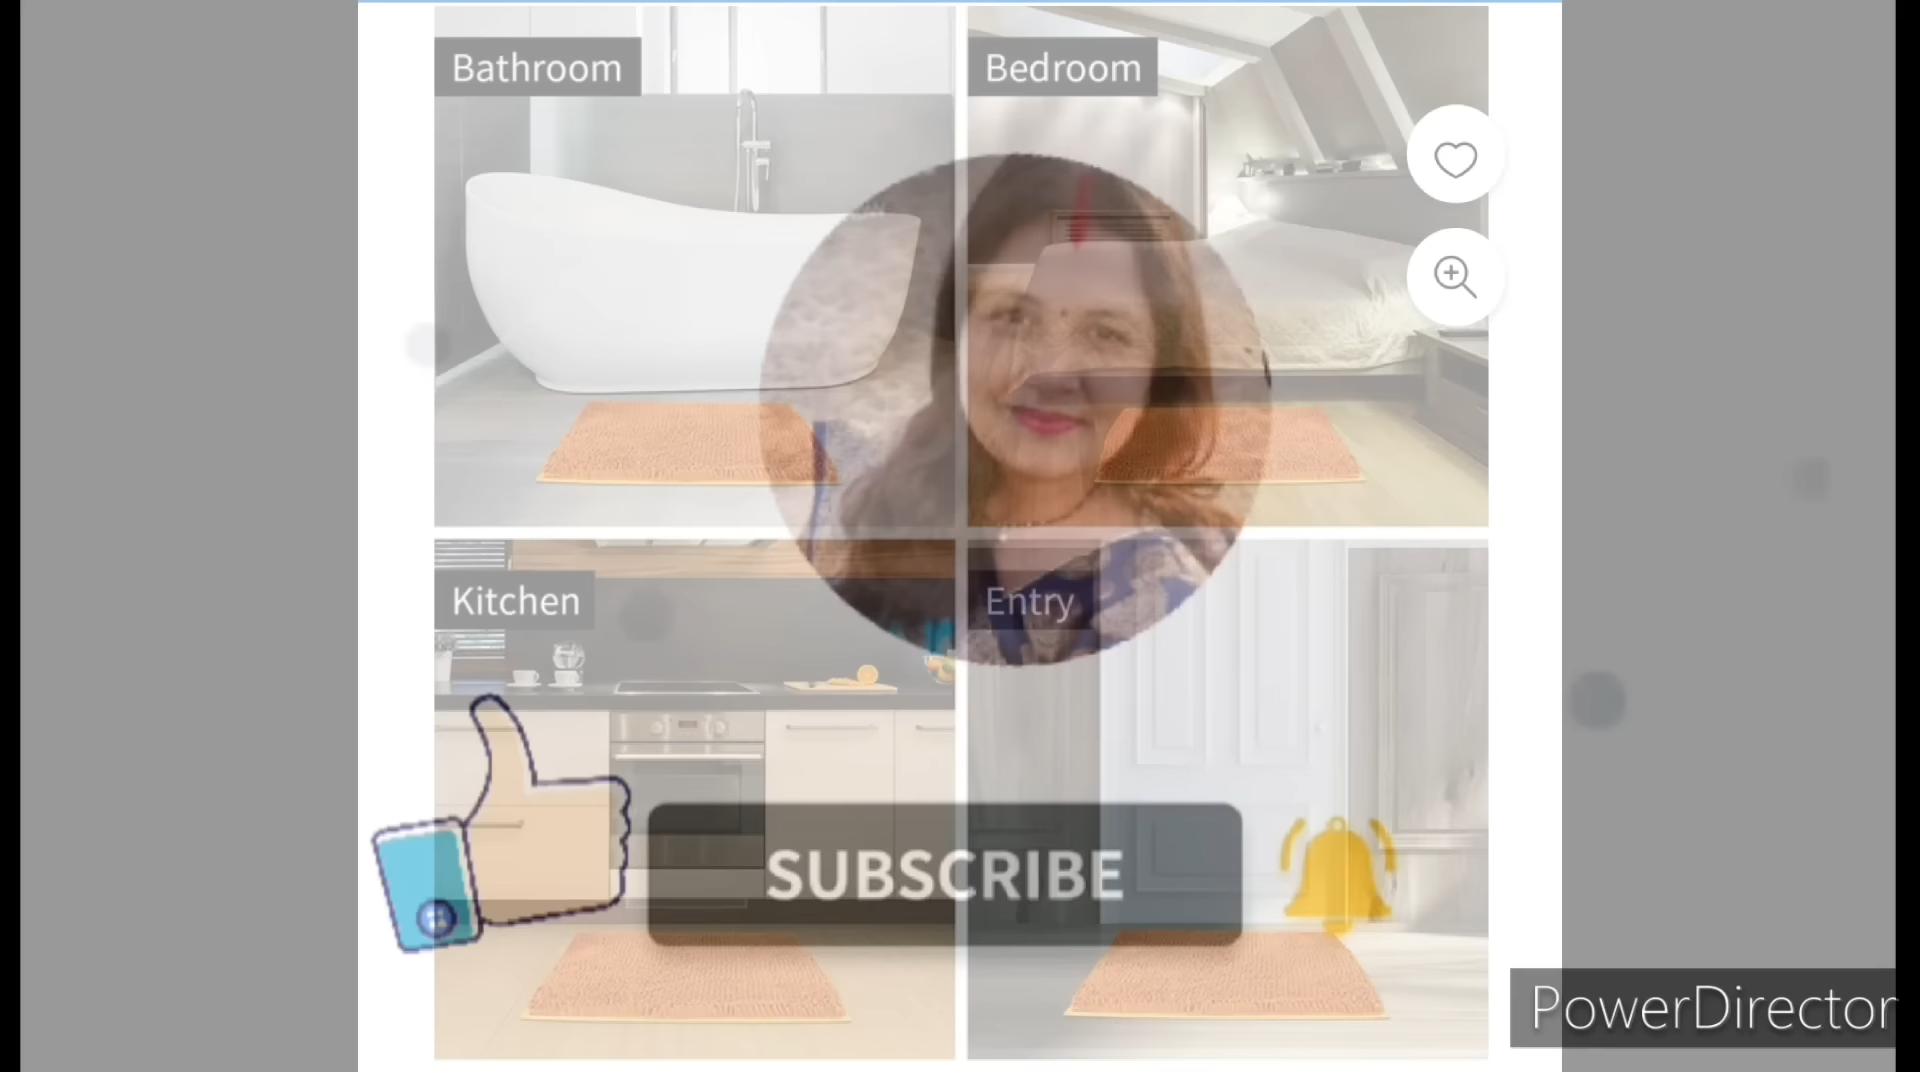 Bathroom
Bedroom
Kitchen
Entry
SUBSCRIBE
PowerDirector